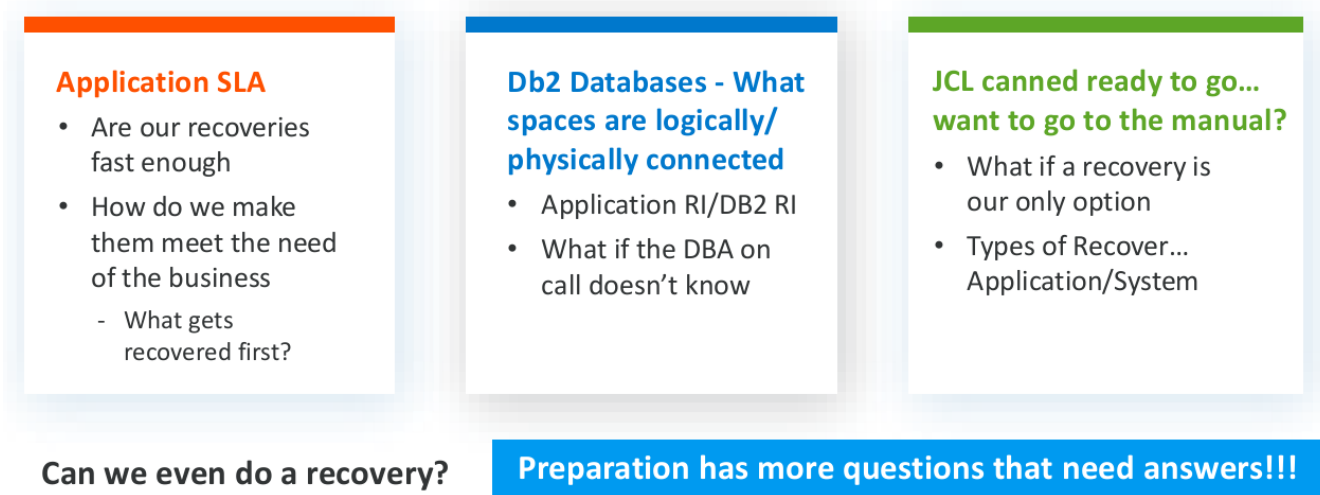 Application SLA
• Are our recoveries
fast enough
• How do we make
them meet the need
of the business
- What gets
recovered first?
Db2 Databases - What
spaces are logically/
physically connected
• Application RI/DB2 RI
• What if the DBA on
call doesn’t know
JCL canned ready to go...
want to go to the manual?
• What if a recovery is
our only option
• Types of Recover...
Application/System
Can we even do a recovery?
Preparation has more questions that need answers!!!